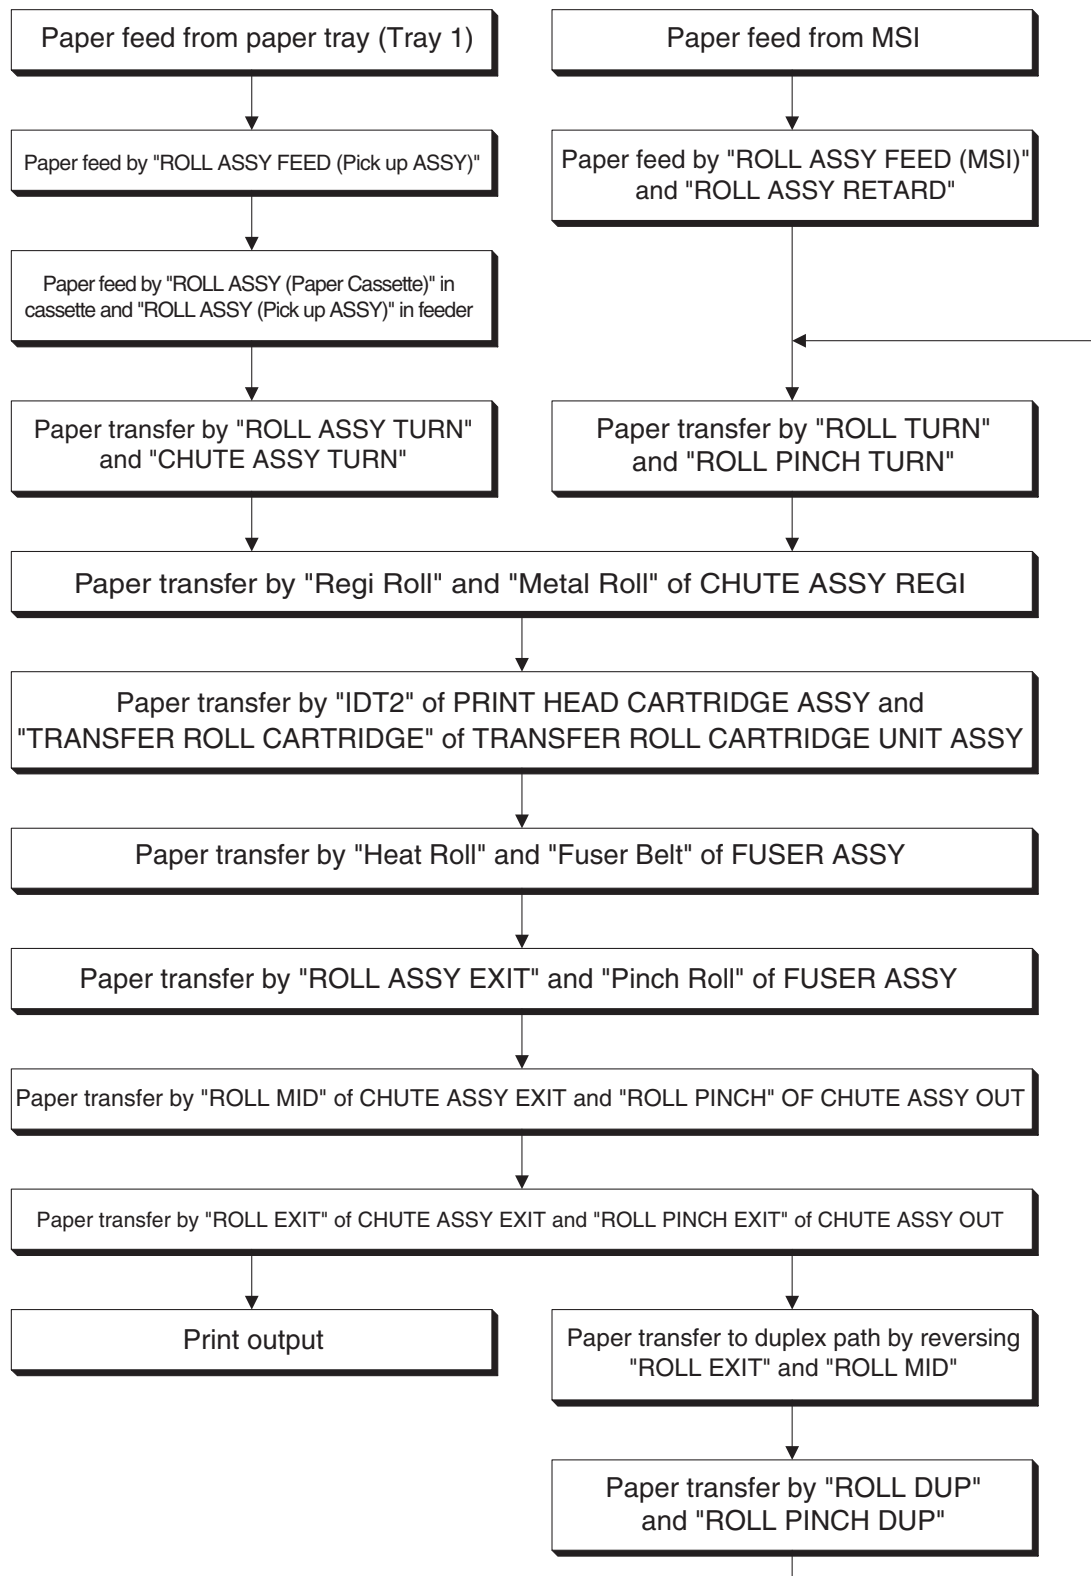 Paper feed from paper tray (Tray 1)
Paper feed from MSI
Paper feed by "ROLL ASSY FEED (Pick up ASSY)"
Paper feed by "ROLL ASSY FEED (MSI)"
and "ROLL ASSY RETARD"
Paper feed by "ROLL ASSY (Paper Cassette)" in
cassette and "ROLL ASSY (Pick up ASSY)" in feeder
Paper transfer by "ROLL ASSY TURN"
and "CHUTE ASSY TURN"
Paper transfer by "ROLL TURN"
and "ROLL PINCH TURN"
Paper transfer by "Regi Roll" and "Metal Roll" of CHUTE ASSY REGI
Paper transfer by "IDT2" of PRINT HEAD CARTRIDGE ASSY and
"TRANSFER ROLL CARTRIDGE" of TRANSFER ROLL CARTRIDGE UNIT ASSY
Paper transfer by "Heat Roll" and "Fuser Belt" of FUSER ASSY
Paper transfer by "ROLL ASSY EXIT" and "Pinch Roll" of FUSER ASSY
Paper transfer by "ROLL MID" of CHUTE ASSY EXIT and "ROLL PINCH" OF CHUTE ASSY OUT
Paper transfer by "ROLL EXIT" of CHUTE ASSY EXIT and "ROLL PINCH EXIT" of CHUTE ASSY OUT
Print output
Paper transfer to duplex path by reversing
"ROLL EXIT" and "ROLL MID"
Paper transfer by "ROLL DUP"
and "ROLL PINCH DUP"